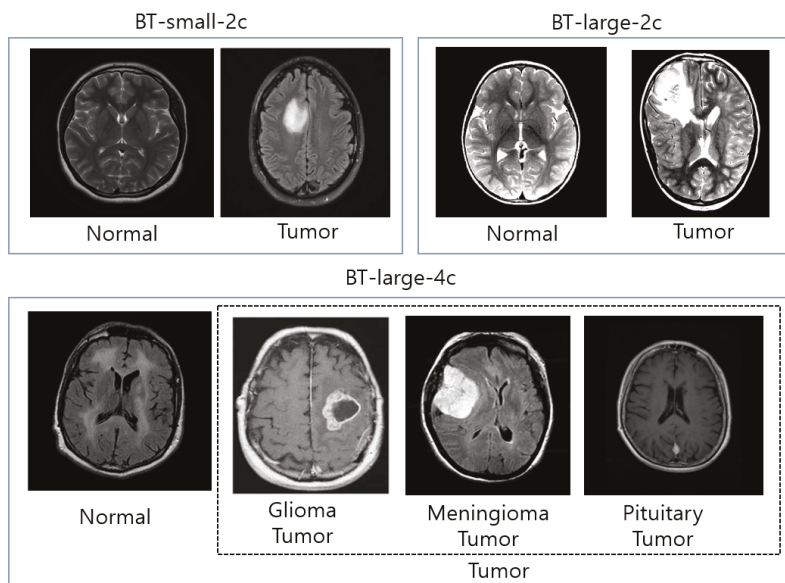 BT-small-2c
BT-large-2c
Normal
Tumor
Normal
Tumor
BT-large-4c
Normal
Glioma
Tumor
Meningioma
Tumor
Pituitary
Tumor
Tumor